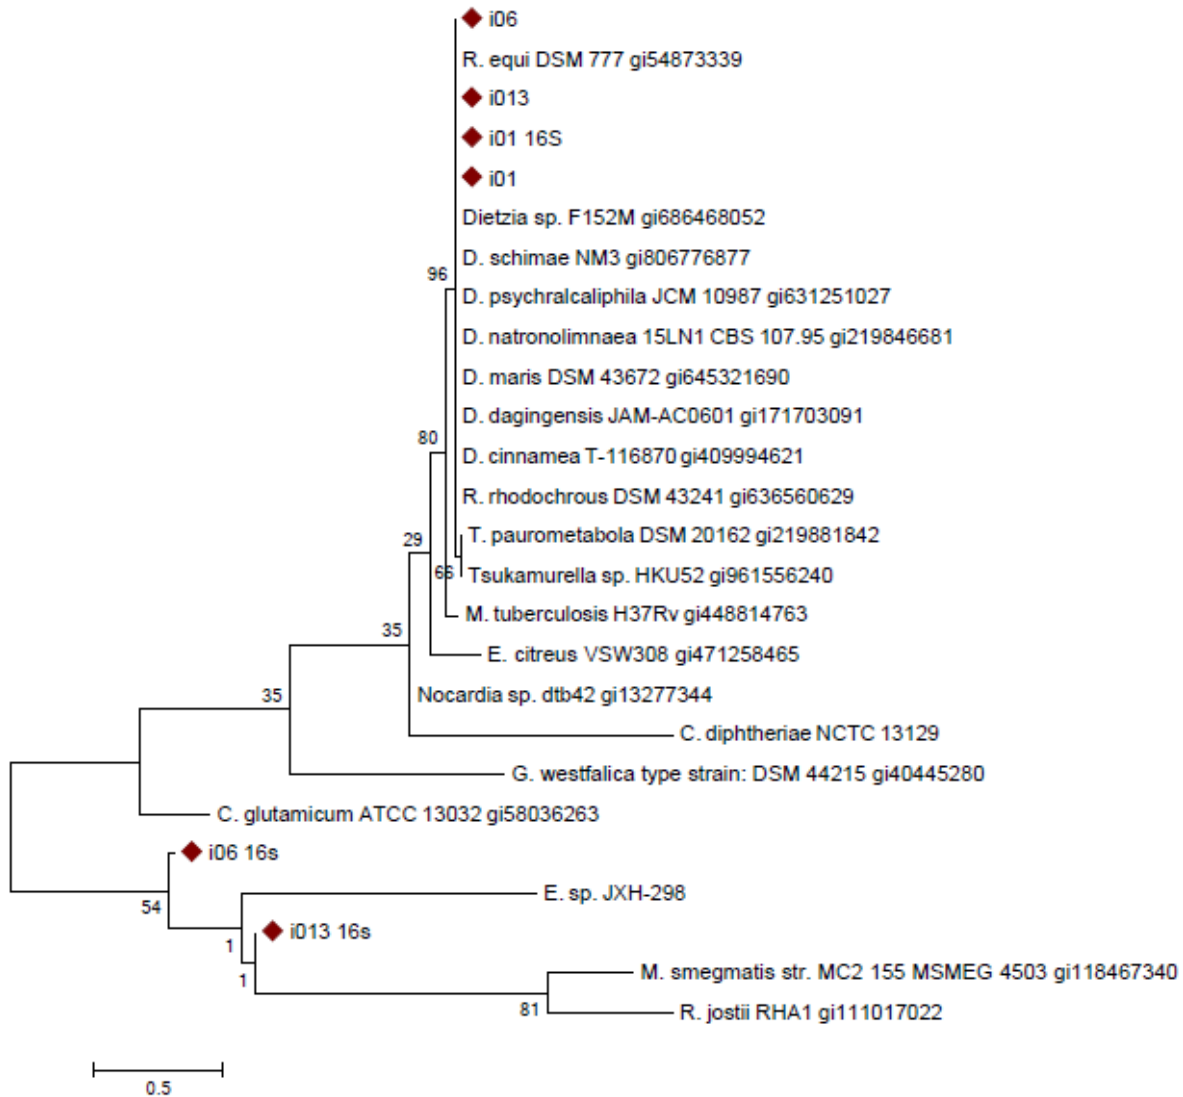 i06
R. equi DSM 777 gi54873339
i013
i01 16S
i01
Dietzia sp. F152M gi686468052
D. schimae NM3 gi806776877
96
D. psychralcaliphila JCM 10987 gi631251027
D. natronolimnaea 15LN1 CBS 107.95 gi219846681
D. maris DSM 43672 gi645321690
D. dagingensis JAM-AC0601 gi171703091
80
D. cinnamea T-116870 gi409994621
R. rhodochrous DSM 43241 gi636560629
T. paurometabola DSM 20162 gi219881842
29
66
Tsukamurella sp. HKU52 gi961556240
M. tuberculosis H37Rv gi448814763
35
E. citreus VSW308 gi471258465
35
Nocardia sp. dtb42 gi13277344
C. diphtheriae NCTC 13129
G. westfalica type strain: DSM 44215 gi40445280
C. glutamicum ATCC 13032 gi58036263
i06 16s
E. sp. JXH-298
54
i013 16s
1
M. smegmatis str. MC2 155 MSMEG 4503 gi118467340
1
81
R. jostii RHA1 gi111017022
0.5